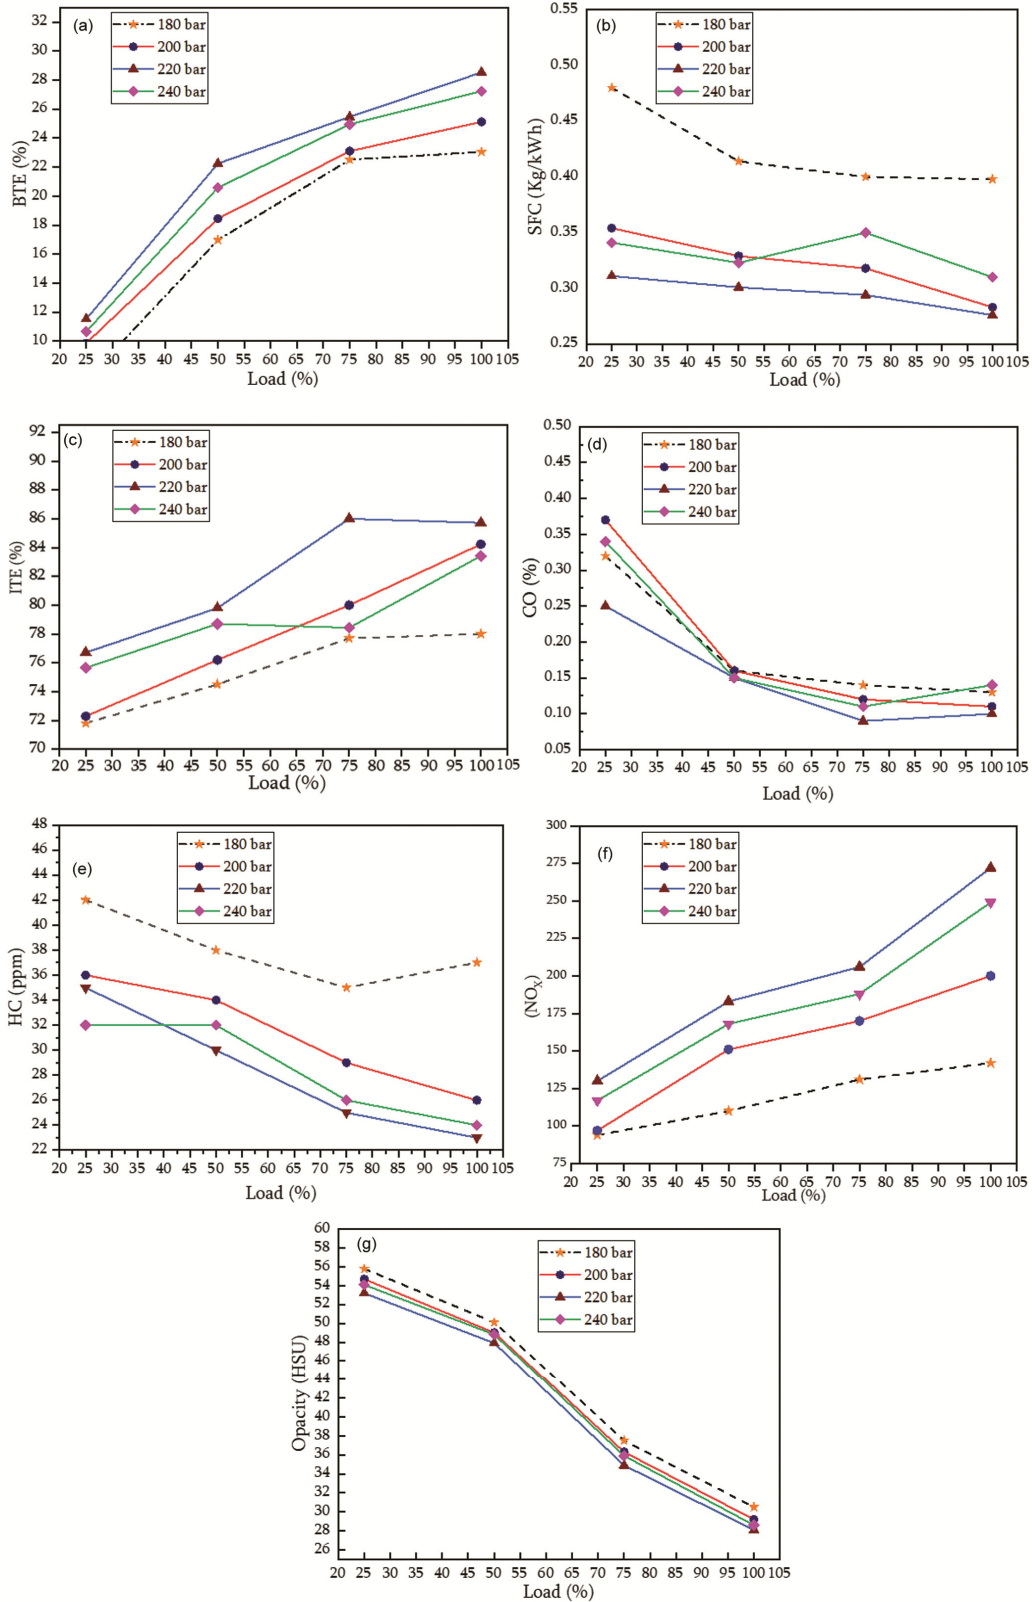 (a)
180 bar
200 bar
220 bar
240 bar
32
30
28
26
24
22
20
18
16
14
12
10
BTE (%)
20 25 30 35 40 45 50 55 60 65 70 75 80 85 90 95 100 105
Load (%)
(b)
180 bar
200 bar
220 bar
240 bar
0.55
0.50
0.45
0.40
0.35
0.30
0.25
SFC (Kg/kWh)
20 25 30 35 40 45 50 55 60 65 70 75 80 85 90 95 100 105
Load (%)
(c)
180 bar
200 bar
220 bar
240 bar
92
90
88
86
84
82
80
78
76
74
72
70
ITE (%)
20 25 30 35 40 45 50 55 60 65 70 75 80 85 90 95 100 105
Load (%)
(d)
180 bar
200 bar
220 bar
240 bar
0.50
0.45
0.40
0.35
0.30
0.25
0.20
0.15
0.10
0.05
CO (%)
20 25 30 35 40 45 50 55 60 65 70 75 80 85 90 95 100 105
Load (%)
(e)
180 bar
200 bar
220 bar
240 bar
48
46
44
42
40
38
36
34
32
30
28
26
24
22
HC (ppm)
20 25 30 35 40 45 50 55 60 65 70 75 80 85 90 95 100 105
Load (%)
(f)
180 bar
200 bar
220 bar
240 bar
300
275
250
225
200
175
150
125
100
75
(NOX)
20 25 30 35 40 45 50 55 60 65 70 75 80 85 90 95 100 105
Load (%)
(g)
180 bar
200 bar
220 bar
240 bar
60
58
56
54
52
50
48
46
44
42
40
38
36
34
32
30
28
26
Opacity (HSU)
20 25 30 35 40 45 50 55 60 65 70 75 80 85 90 95 100 105
Load (%)